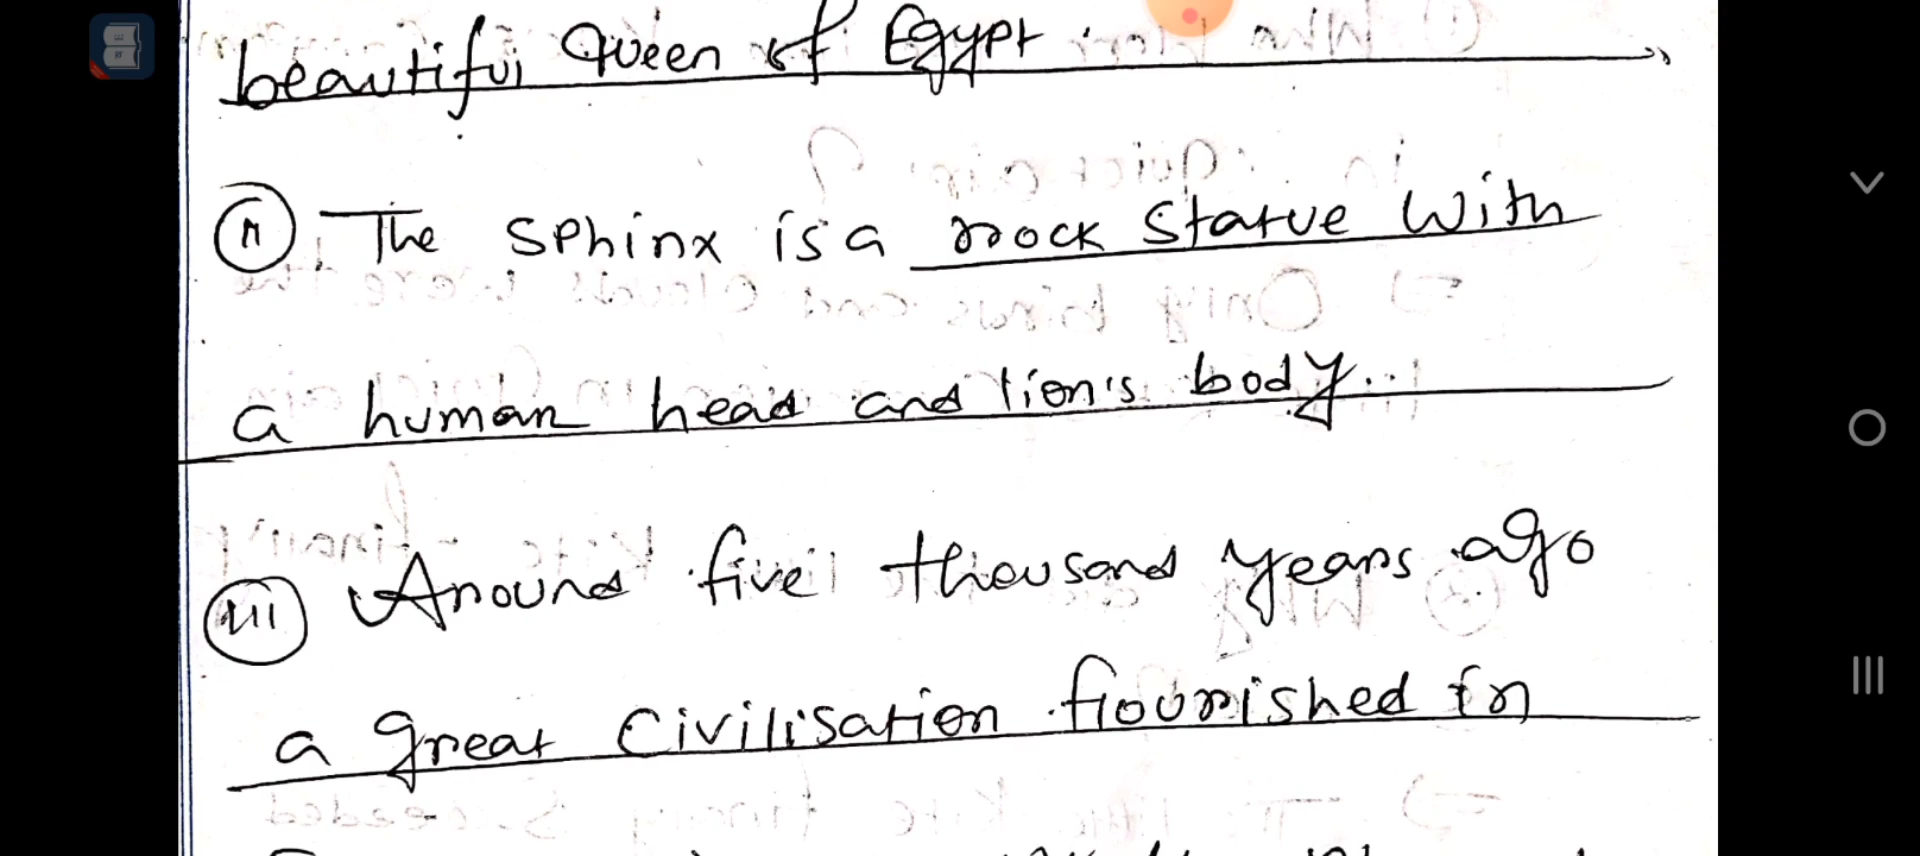 beautiful Queen of Egypt
(ii) The Sphinx is a rock statue with
a human head and lion's body.
(iii) Around five thousand years ago
a great Civilisation flourished in